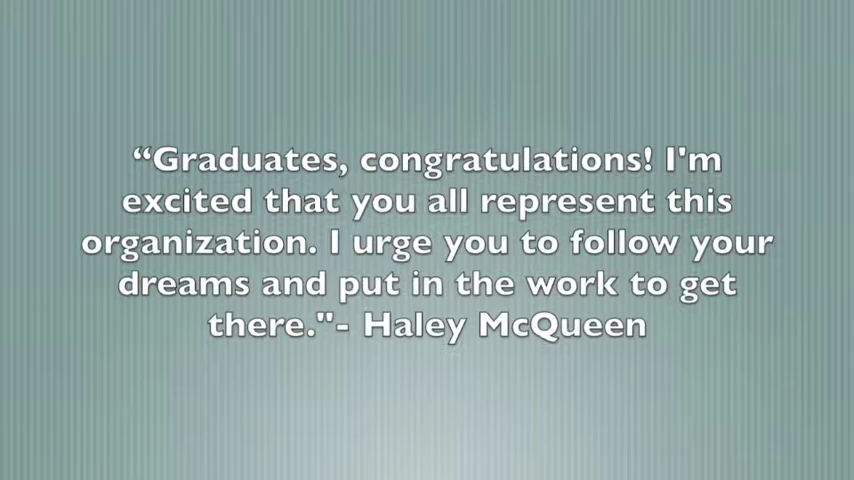 “Graduates, congratulations! I'm
excited that you all represent this
organization. I urge you to follow your
dreams and put in the work to get
there."- Haley McQueen